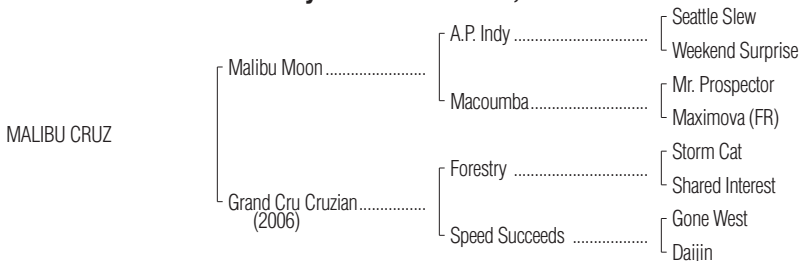 Seattle Slew
A.P. Indy ................................
Weekend Surprise
Malibu Moon ........................
Mr. Prospector
Macoumba............................
Maximova (FR)
MALIBU CRUZ
Storm Cat
Forestry ................................
Shared Interest
Grand Cru Cruzian................
(2006)
Gone West
Speed Succeeds ..................
Daijin